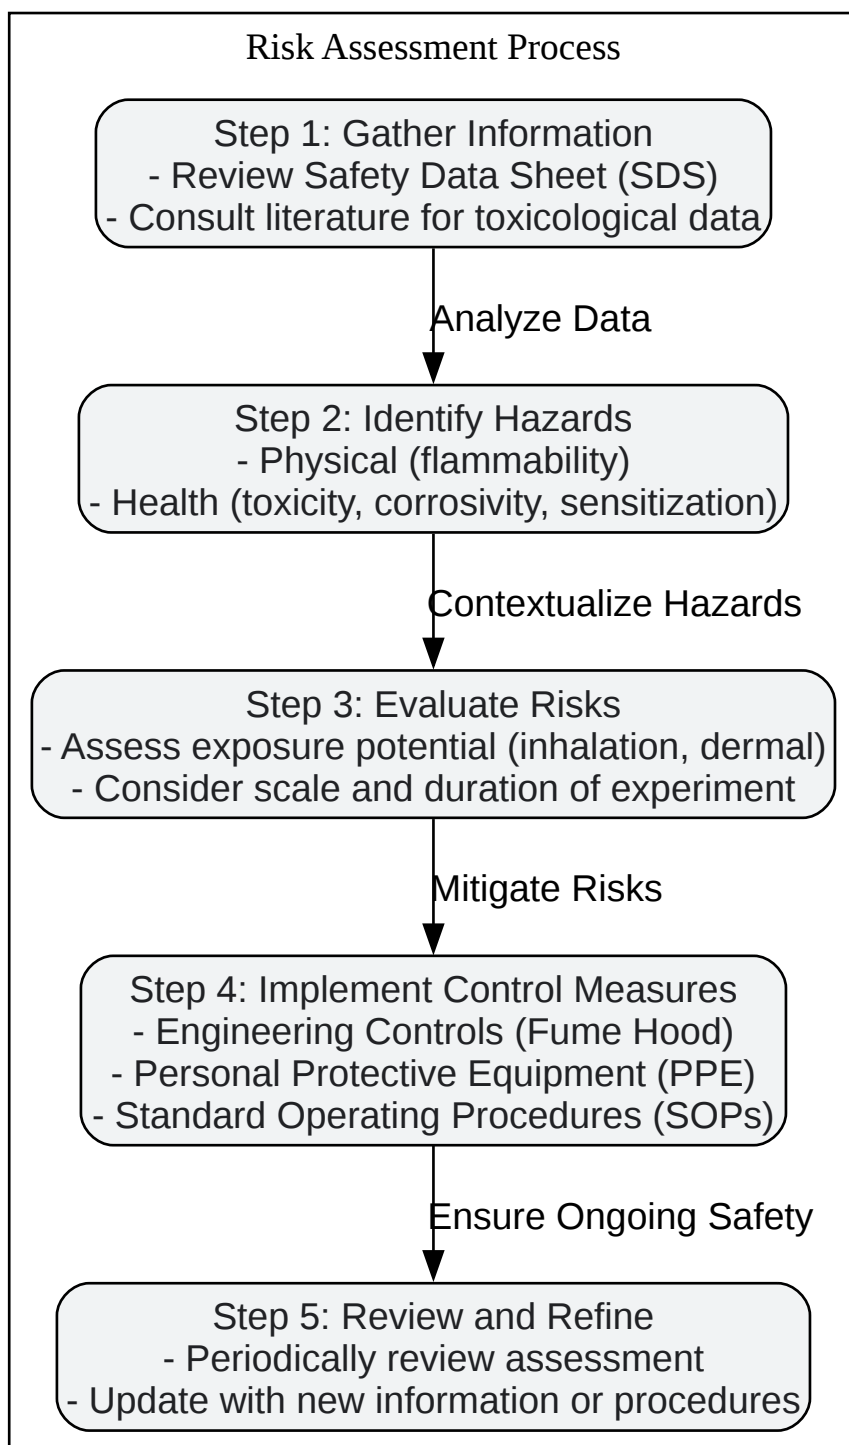 Risk Assessment Process
Step 1: Gather Information
- Review Safety Data Sheet (SDS)
- Consult literature for toxicological data
Analyze Data
Step 2: Identify Hazards
- Physical (flammability)
- Health (toxicity, corrosivity, sensitization)
Contextualize Hazards
Step 3: Evaluate Risks
- Assess exposure potential (inhalation, dermal)
- Consider scale and duration of experiment
Mitigate Risks
Step 4: Implement Control Measures
- Engineering Controls (Fume Hood)
- Personal Protective Equipment (PPE)
- Standard Operating Procedures (SOPs)
Ensure Ongoing Safety
Step 5: Review and Refine
- Periodically review assessment
- Update with new information or procedures